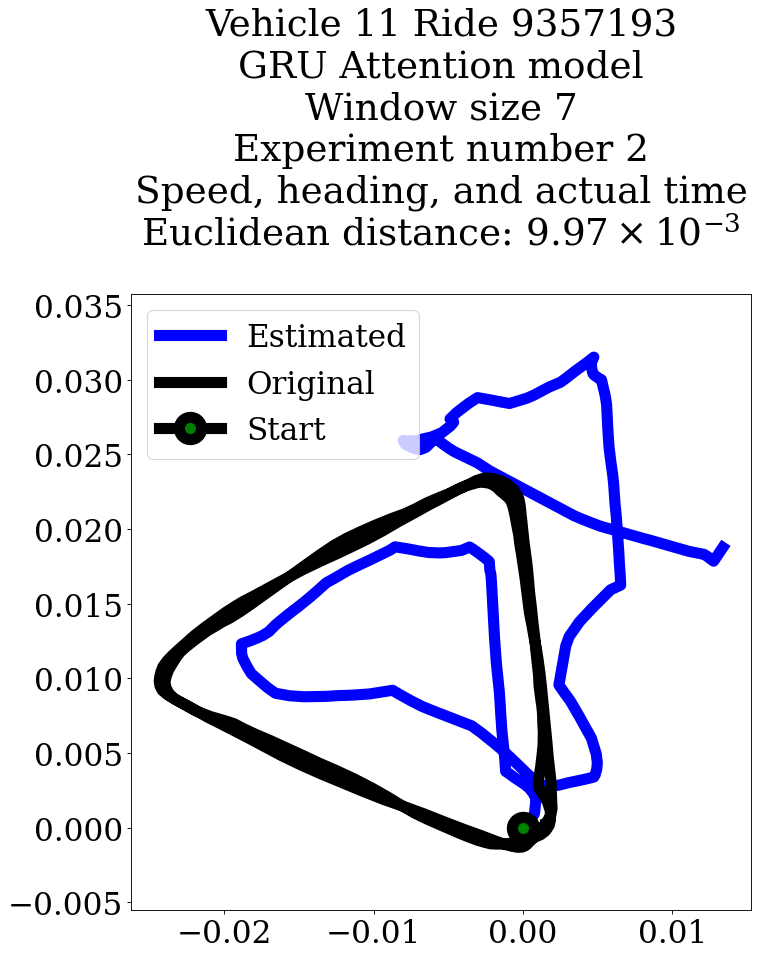 Vehicle 11 Ride 9357193
GRU Attention model
Window size 7
Experiment number 2
Speed, heading, and actual time
Euclidean distance: 9.97 × 10⁻³
Estimated
Original
Start
0.035
0.030
0.025
0.020
0.015
0.010
0.005
0.000
−0.005
−0.02 −0.01 0.00 0.01